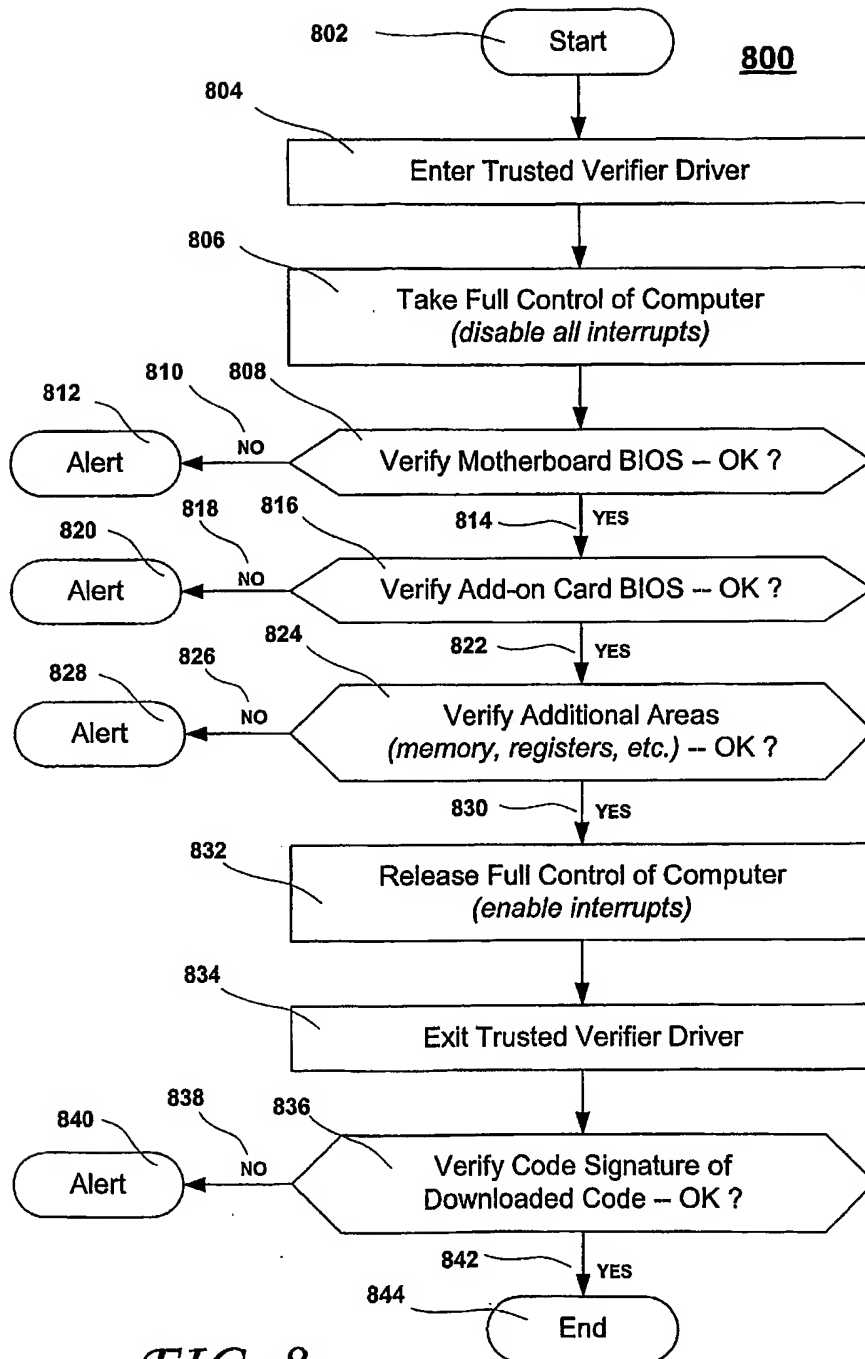 802
Start
800
804
Enter Trusted Verifier Driver
806
Take Full Control of Computer
(disable all interrupts)
812
810
808
Alert
NO
Verify Motherboard BIOS -- OK ?
814
YES
820
818
816
Alert
NO
Verify Add-on Card BIOS -- OK ?
822
YES
828
826
824
Alert
NO
Verify Additional Areas
(memory, registers, etc.) -- OK ?
830
YES
832
Release Full Control of Computer
(enable interrupts)
834
Exit Trusted Verifier Driver
840
838
836
Alert
NO
Verify Code Signature of
Downloaded Code -- OK ?
842
YES
844
End
FIG. 8